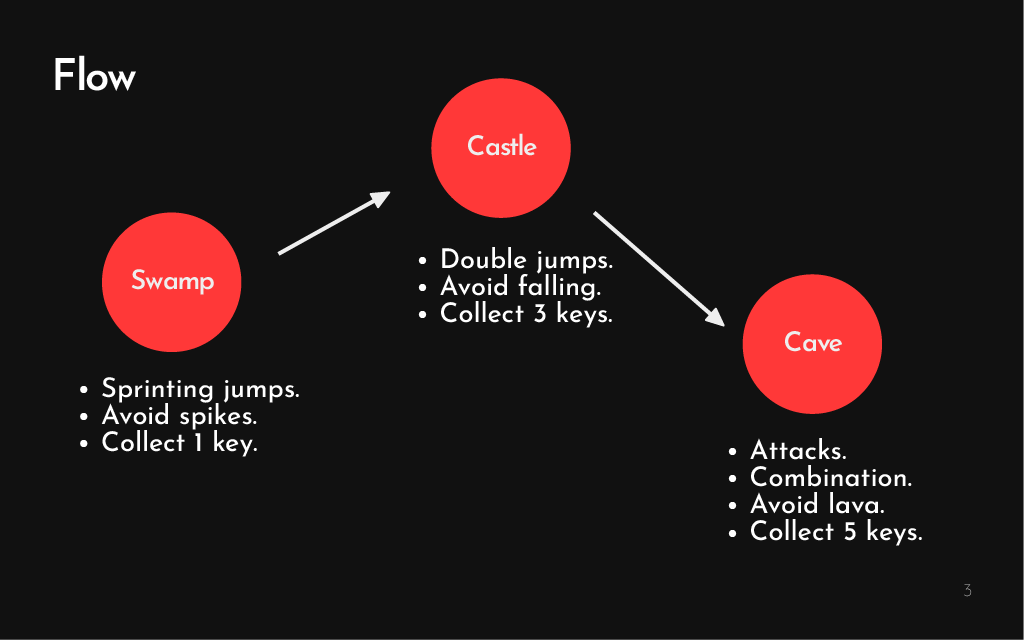 Flow
Swamp
• Sprinting jumps.
• Avoid spikes.
• Collect 1 key.
Castle
• Double jumps.
• Avoid falling.
• Collect 3 keys.
Cave
• Attacks.
• Combination.
• Avoid lava.
• Collect 5 keys.
3